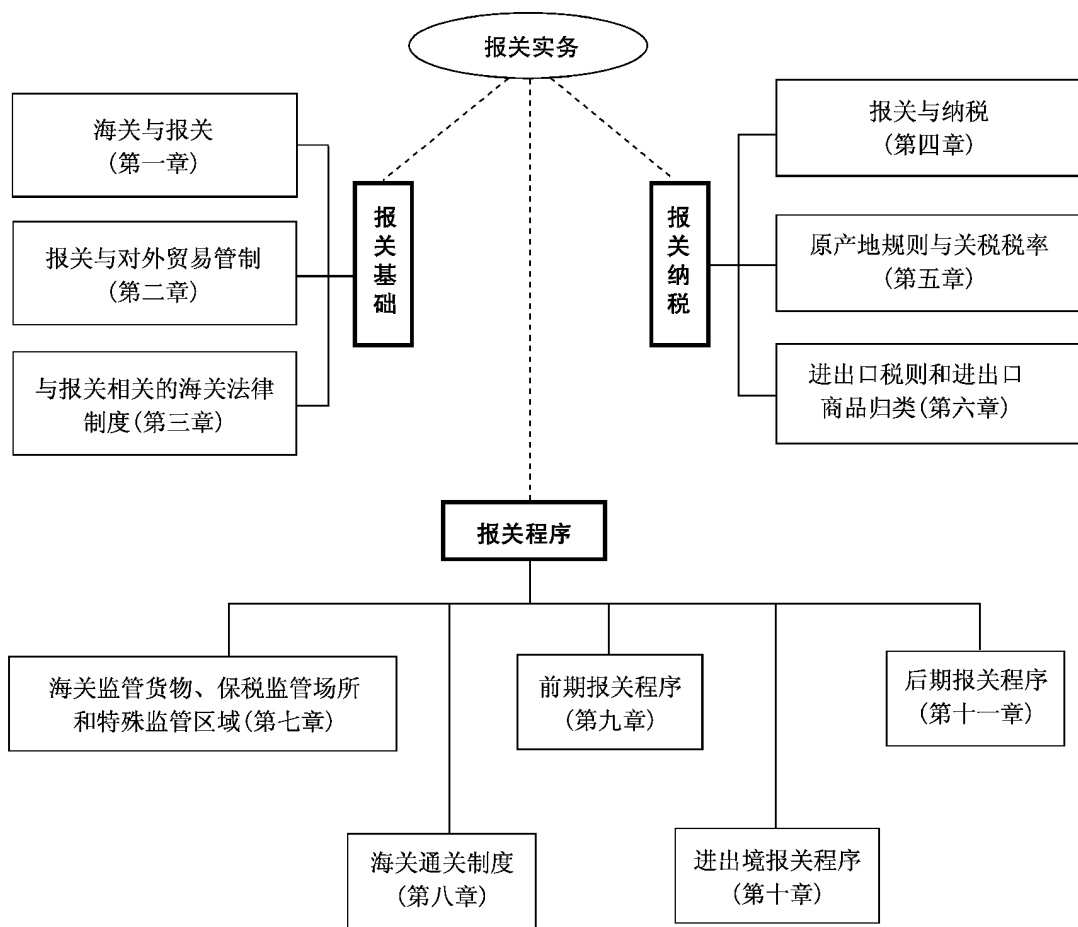 报关实务
海关与报关
(第一章)
报关与对外贸易管制
(第二章)
与报关相关的海关法律
制度(第三章)
报关基础
报关纳税
报关与纳税
(第四章)
原产地规则与关税税率
(第五章)
进出口税则和进出口
商品归类(第六章)
报关程序
海关监管货物、保税监管场所
和特殊监管区域(第七章)
海关通关制度
(第八章)
前期报关程序
(第九章)
进出境报关程序
(第十章)
后期报关程序
(第十一章)